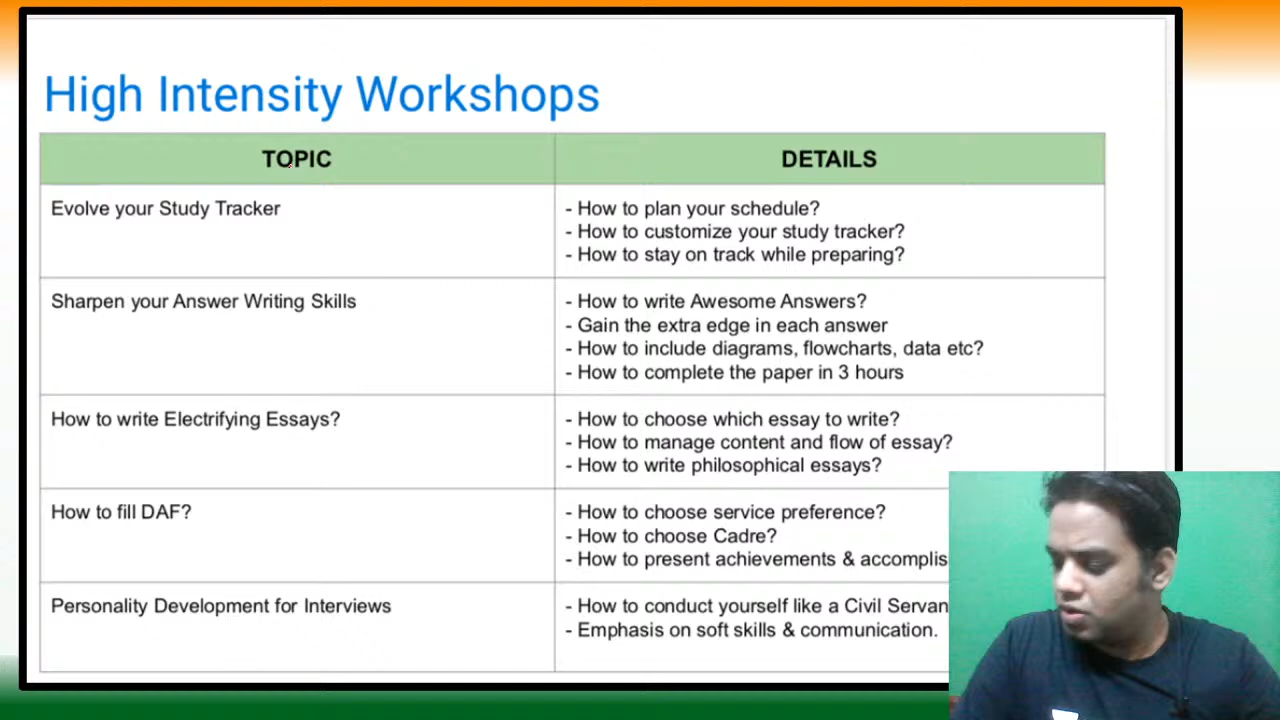 High Intensity Workshops
TOPIC
DETAILS
Evolve your Study Tracker
- How to plan your schedule?
- How to customize your study tracker?
- How to stay on track while preparing?
Sharpen your Answer Writing Skills
- How to write Awesome Answers?
- Gain the extra edge in each answer
- How to include diagrams, flowcharts, data etc?
- How to complete the paper in 3 hours
How to write Electrifying Essays?
- How to choose which essay to write?
- How to manage content and flow of essay?
- How to write philosophical essays?
How to fill DAF?
- How to choose service preference?
- How to choose Cadre?
- How to present achievements & accomplis
Personality Development for Interviews
- How to conduct yourself like a Civil Servan
- Emphasis on soft skills & communication.